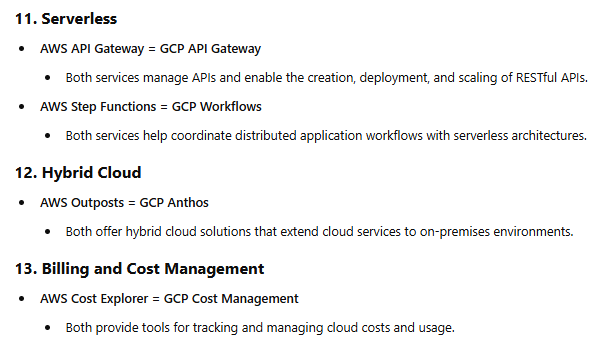 11. Serverless
• AWS API Gateway = GCP API Gateway
• Both services manage APIs and enable the creation, deployment, and scaling of RESTful APIs.
• AWS Step Functions = GCP Workflows
• Both services help coordinate distributed application workflows with serverless architectures.
12. Hybrid Cloud
• AWS Outposts = GCP Anthos
• Both offer hybrid cloud solutions that extend cloud services to on-premises environments.
13. Billing and Cost Management
• AWS Cost Explorer = GCP Cost Management
• Both provide tools for tracking and managing cloud costs and usage.